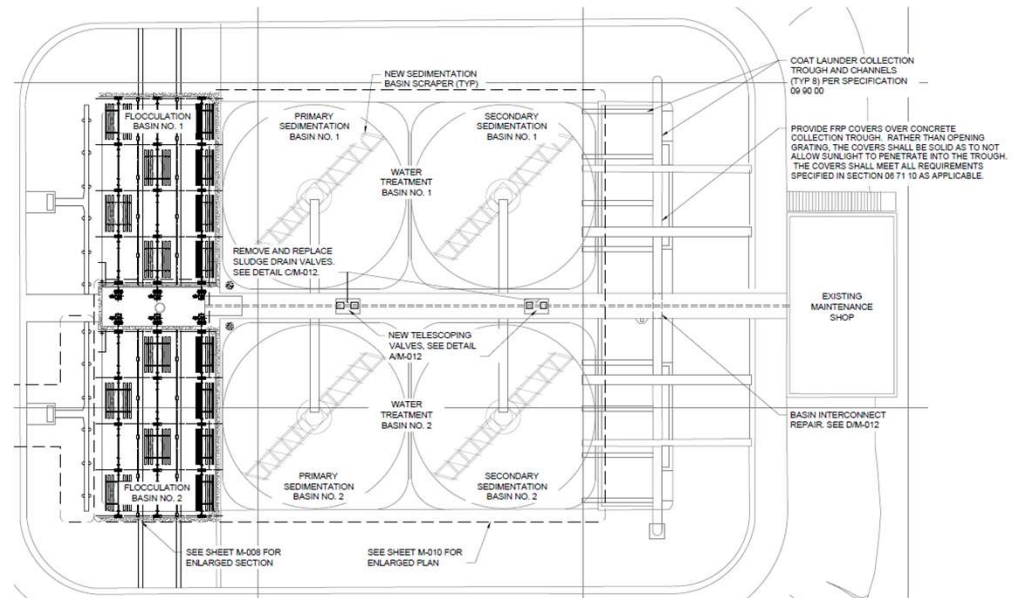 NEW SEDIMENTATION
BASIN SCRAPER (TYP)
COAT LAUNDER COLLECTION
TROUGH AND CHANNELS
(TYP 8) PER SPECIFICATION
09 90 00
FLOCCULATION
BASIN NO. 1
PRIMARY
SEDIMENTATION
BASIN NO. 1
SECONDARY
SEDIMENTATION
BASIN NO. 1
PROVIDE FRP COVERS OVER CONCRETE
COLLECTION TROUGH. RATHER THAN OPENING
GRATING, THE COVERS SHALL BE SOLID AS TO NOT
ALLOW SUNLIGHT TO PENETRATE INTO THE TROUGH.
THE COVERS SHALL MEET ALL REQUIREMENTS
SPECIFIED IN SECTION 06 71 10 AS APPLICABLE.
WATER
TREATMENT
BASIN NO. 1
REMOVE AND REPLACE
SLUDGE DRAIN VALVES.
SEE DETAIL C/M-012.
EXISTING
MAINTENANCE
SHOP
NEW TELESCOPING
VALVES, SEE DETAIL
A/M-012
WATER
TREATMENT
BASIN NO. 2
BASIN INTERCONNECT
REPAIR. SEE D/M-012
FLOCCULATION
BASIN NO. 2
PRIMARY
SEDIMENTATION
BASIN NO. 2
SECONDARY
SEDIMENTATION
BASIN NO. 2
SEE SHEET M-008 FOR
ENLARGED SECTION
SEE SHEET M-010 FOR
ENLARGED PLAN